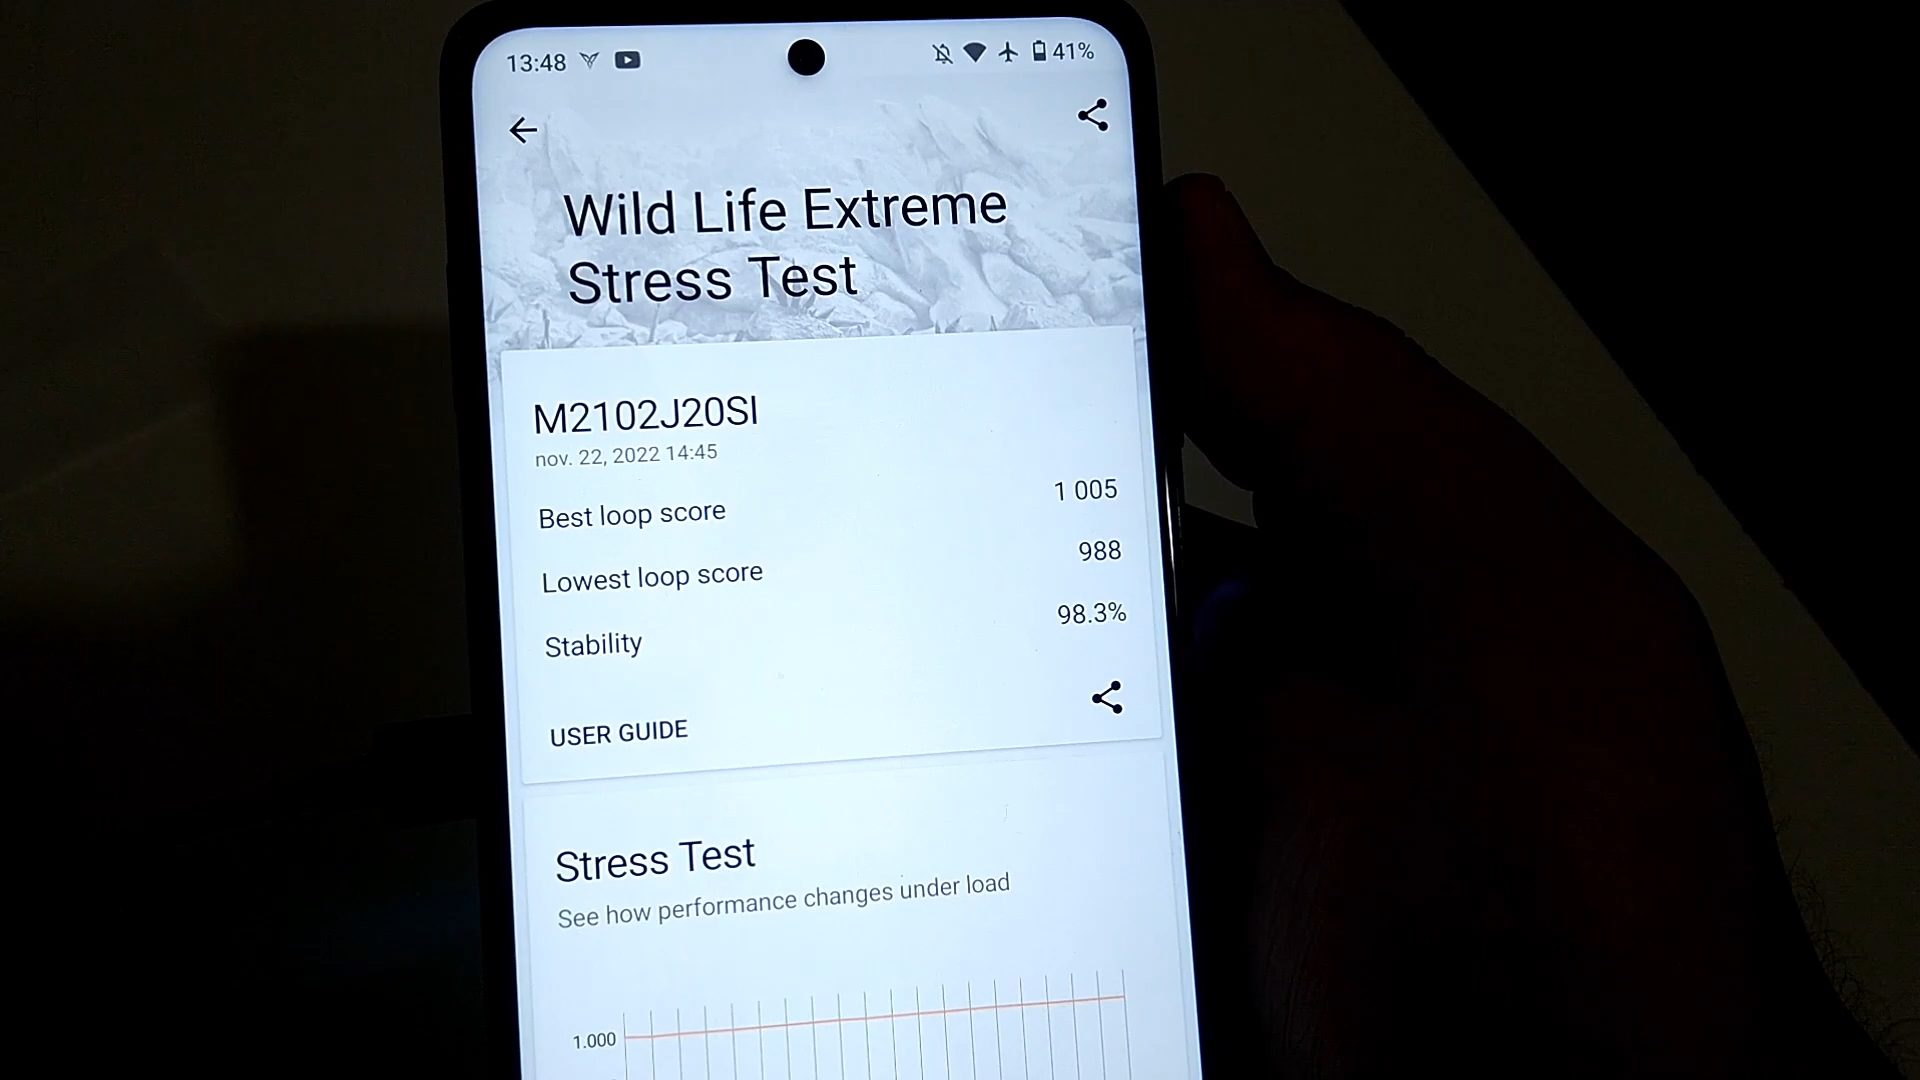 13:48 41%
Wild Life Extreme
Stress Test
M2102J20SI
nov. 22, 2022 14:45
Best loop score 1 005
Lowest loop score 988
Stability 98.3%
USER GUIDE
Stress Test
See how performance changes under load
1.000